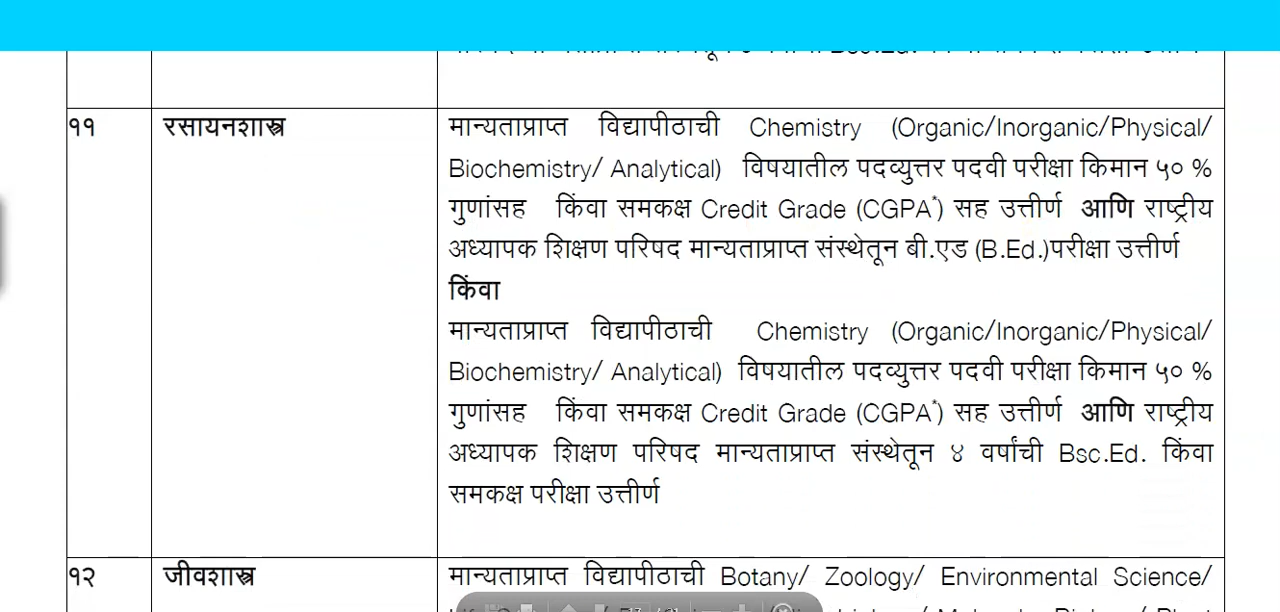 Bsc.Ed.
११ रसायनशास्त्र मान्यताप्राप्त विद्यापीठाची Chemistry (Organic/Inorganic/Physical/
Biochemistry/ Analytical) विषयातील पदव्युत्तर पदवी परीक्षा किमान ५० %
गुणांसह किंवा समकक्ष Credit Grade (CGPA*) सह उत्तीर्ण आणि राष्ट्रीय
अध्यापक शिक्षण परिषद मान्यताप्राप्त संस्थेतून बी.एड (B.Ed.)परीक्षा उत्तीर्ण
किंवा
मान्यताप्राप्त विद्यापीठाची Chemistry (Organic/Inorganic/Physical/
Biochemistry/ Analytical) विषयातील पदव्युत्तर पदवी परीक्षा किमान ५० %
गुणांसह किंवा समकक्ष Credit Grade (CGPA*) सह उत्तीर्ण आणि राष्ट्रीय
अध्यापक शिक्षण परिषद मान्यताप्राप्त संस्थेतून ४ वर्षांची Bsc.Ed. किंवा
समकक्ष परीक्षा उत्तीर्ण
१२ जीवशास्त्र मान्यताप्राप्त विद्यापीठाची Botany/ Zoology/ Environmental Science/